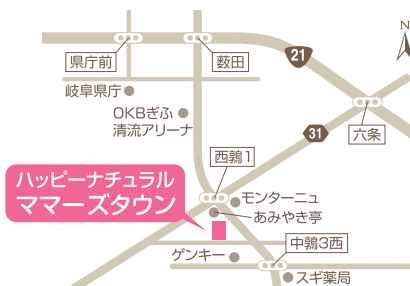 N
21
県庁前
薮田
岐阜県庁
OKBぎふ
清流アリーナ
31
六条
西鶉1
ハッピーナチュラル
ママーズタウン
モンターニュ
あみやき亭
中鶉3西
ゲンキー
スギ薬局